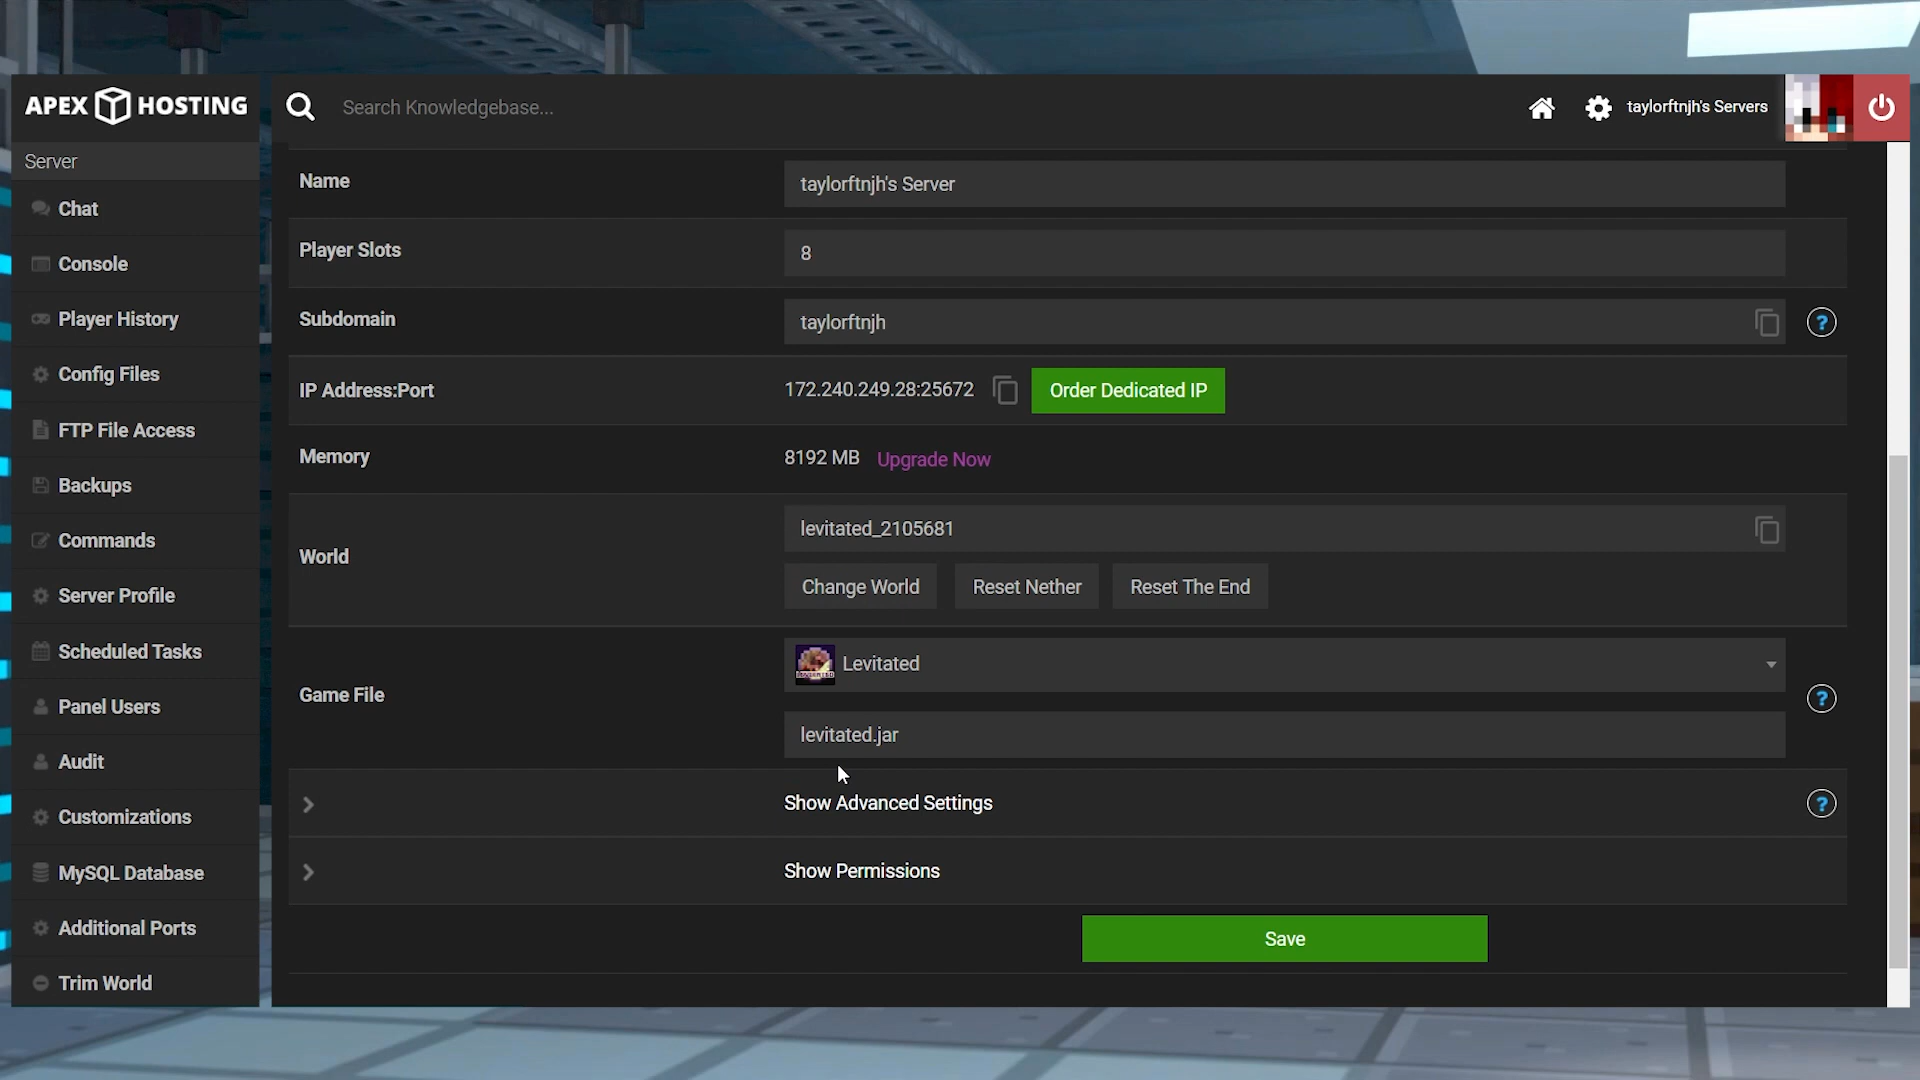 APEX HOSTING
Search Knowledgebase...
taylorftnjh's Servers
Server
Chat
Console
Player History
Config Files
FTP File Access
Backups
Commands
Server Profile
Scheduled Tasks
Panel Users
Audit
Customizations
MySQL Database
Additional Ports
Trim World
Name
taylorftnjh's Server
Player Slots
8
Subdomain
taylorftnjh
?
IP Address:Port
172.240.249.28:25672
Order Dedicated IP
Memory
8192 MB Upgrade Now
World
levitated_2105681
Change World
Reset Nether
Reset The End
Game File
Levitated
?
levitated.jar
Show Advanced Settings
?
Show Permissions
Save